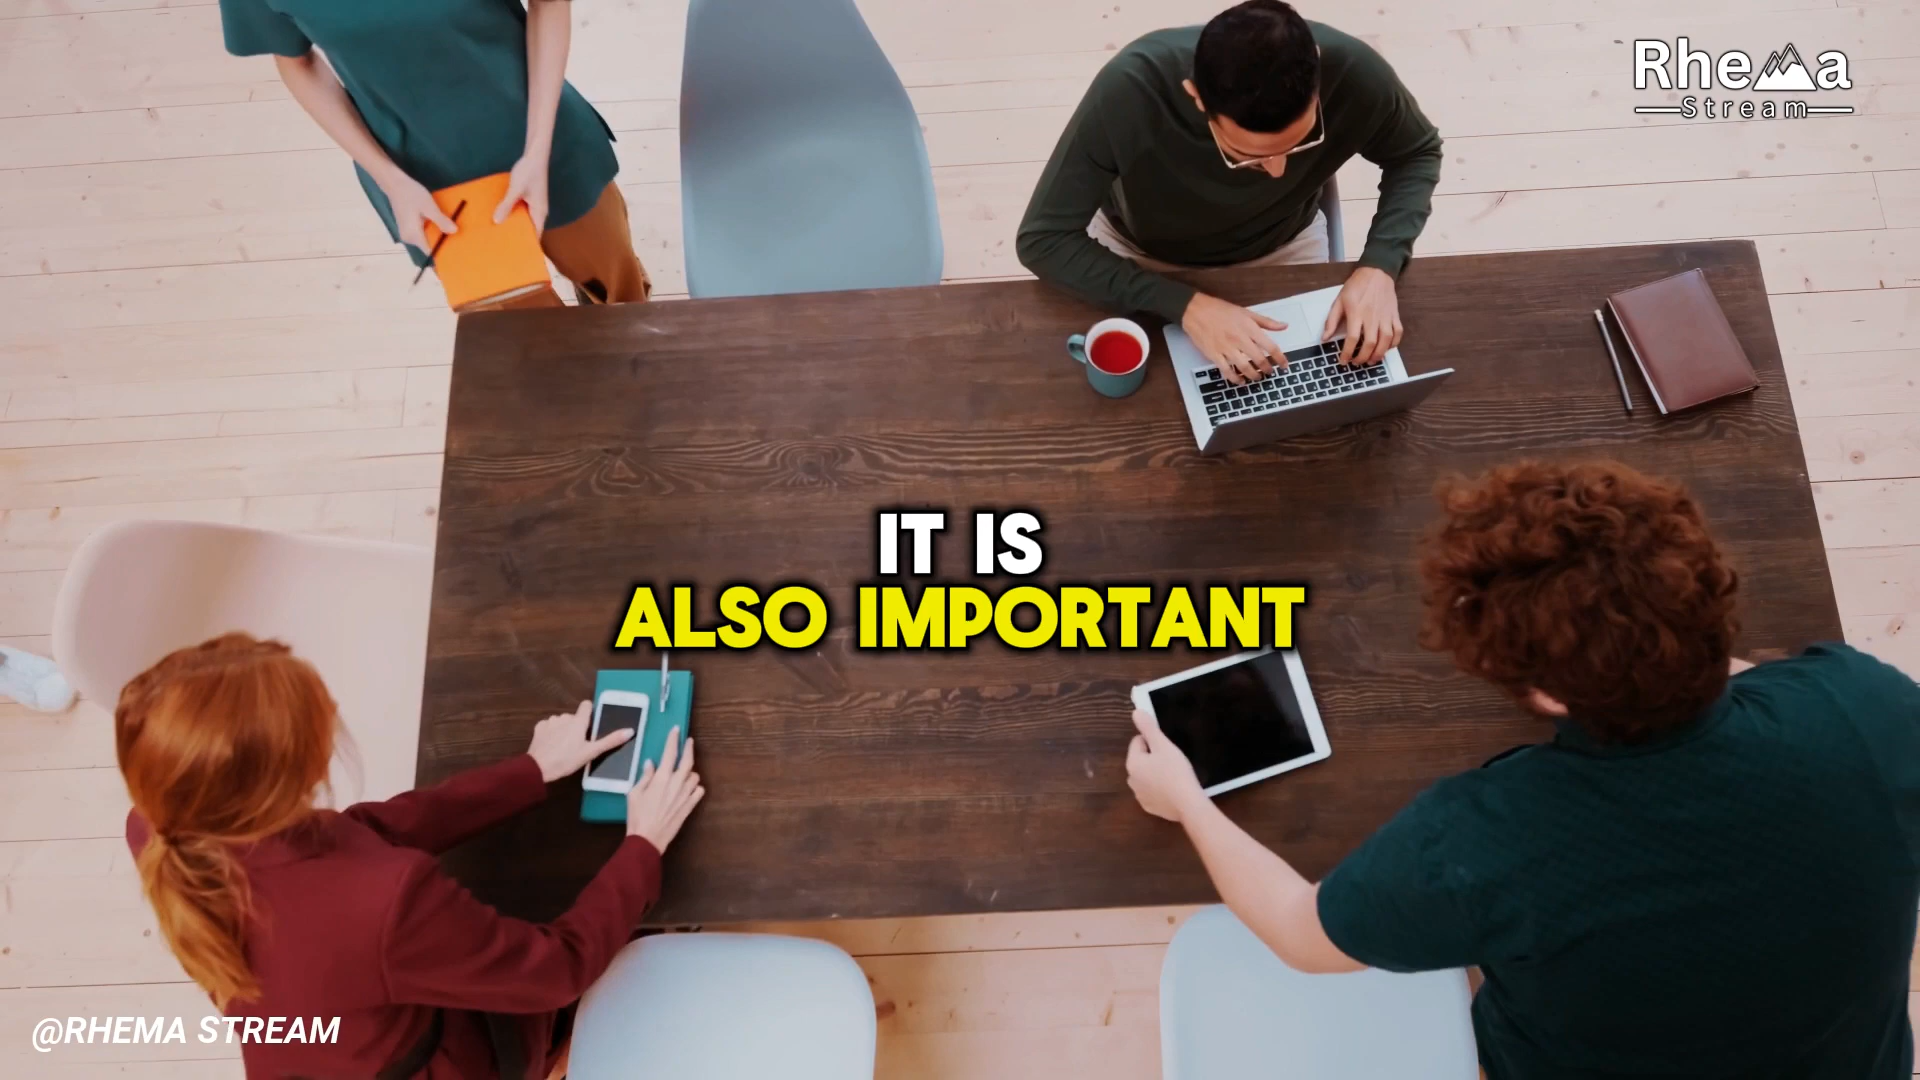 Rhema
Stream
IT IS
ALSO IMPORTANT
@RHEMA STREAM